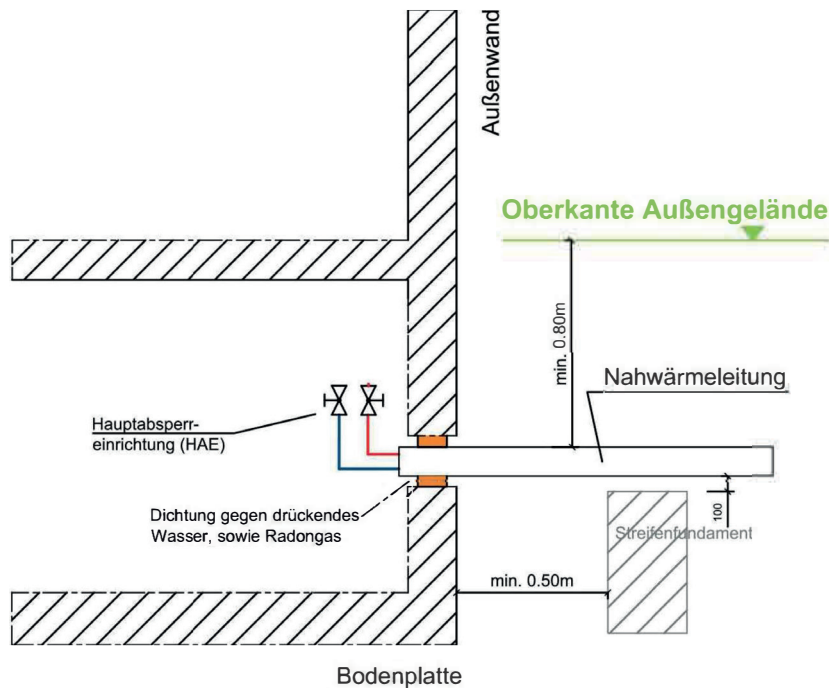 Außenwand
Oberkante Außengelände
min. 0.80m
Nahwärmeleitung
Hauptabsperr-
einrichtung (HAE)
Dichtung gegen drückendes
Wasser, sowie Radongas
100
Streifenfundament
min. 0.50m
Bodenplatte